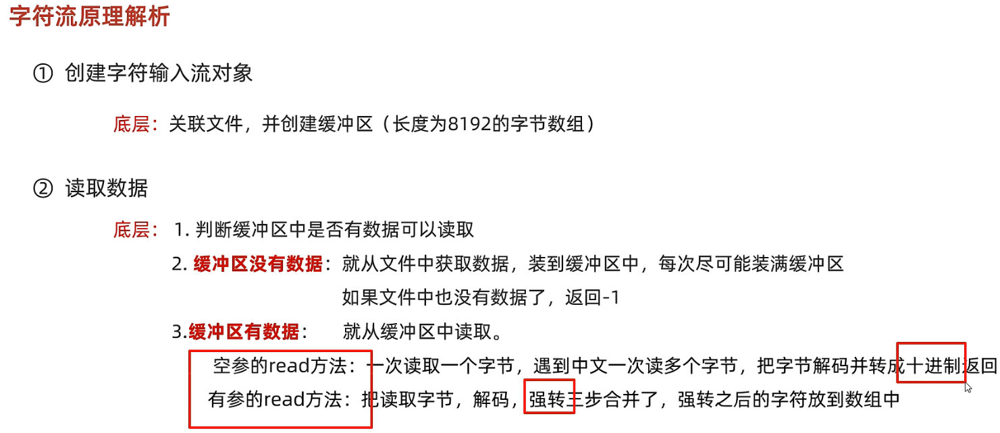 字符流原理解析
① 创建字符输入流对象
底层：关联文件，并创建缓冲区（长度为8192的字节数组）
② 读取数据
底层： 1. 判断缓冲区中是否有数据可以读取
2. 缓冲区没有数据：就从文件中获取数据，装到缓冲区中，每次尽可能装满缓冲区
如果文件中也没有数据了，返回-1
3.缓冲区有数据： 就从缓冲区中读取。
空参的read方法：一次读取一个字节，遇到中文一次读多个字节，把字节解码并转成十进制返回
有参的read方法：把读取字节，解码，强转三步合并了，强转之后的字符放到数组中